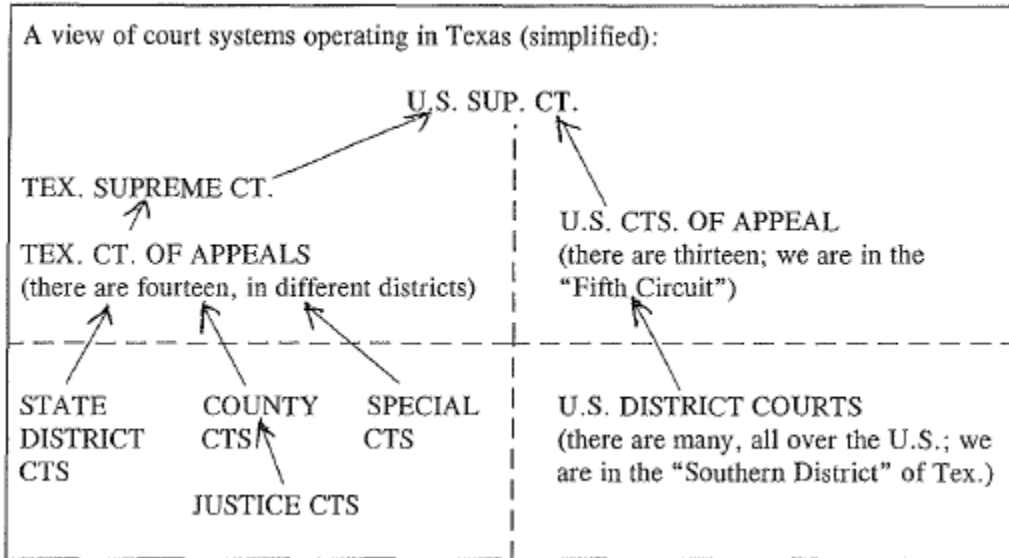 A view of court systems operating in Texas (simplified):
U.S. SUP. CT.
TEX. SUPREME CT.
TEX. CT. OF APPEALS
(there are fourteen, in different districts)
U.S. CTS. OF APPEAL
(there are thirteen; we are in the
"Fifth Circuit")
STATE
DISTRICT
CTS
COUNTY
CTS
SPECIAL
CTS
JUSTICE CTS
U.S. DISTRICT COURTS
(there are many, all over the U.S.; we
are in the "Southern District" of Tex.)